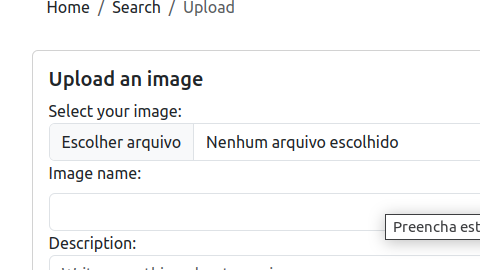 Home / Search / Upload
Upload an image
Select your image:
Escolher arquivo Nenhum arquivo escolhido
Image name:
Preencha est
Description: